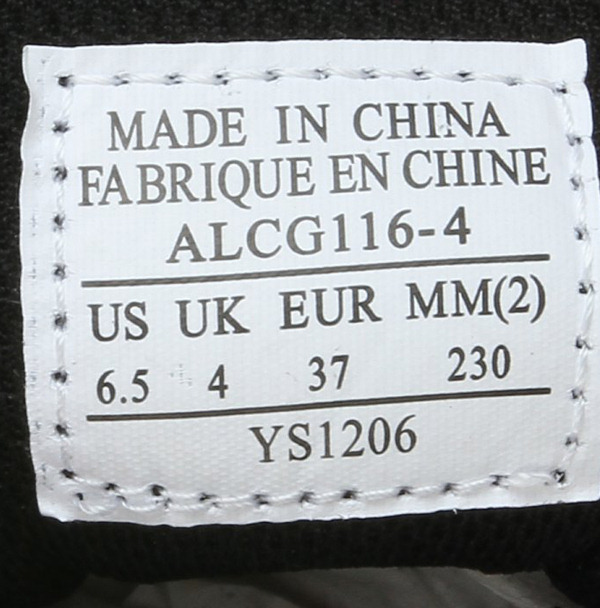 MADE IN CHINA
FABRIQUE EN CHINE
ALCG116-4
US UK EUR MM(2)
6.5 4 37 230
YS1206